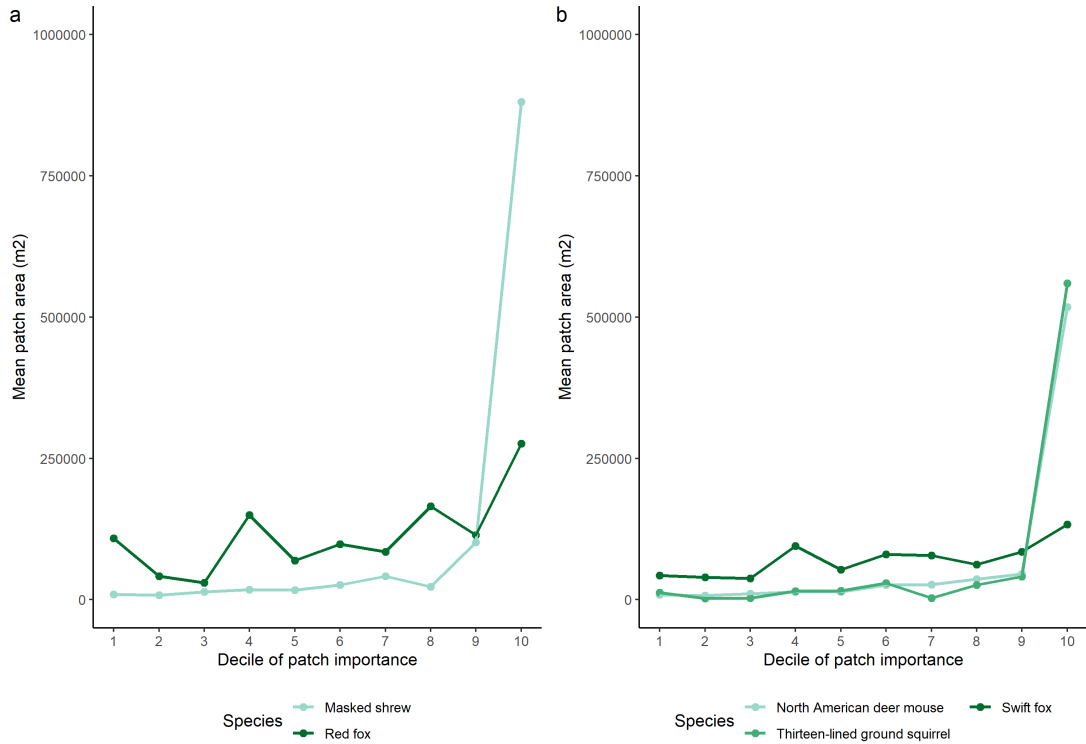 a
1000000
750000
500000
250000
0
Mean patch area (m2)
1 2 3 4 5 6 7 8 9 10
Decile of patch importance
Species
Masked shrew
Red fox
b
1000000
750000
500000
250000
0
Mean patch area (m2)
1 2 3 4 5 6 7 8 9 10
Decile of patch importance
Species
North American deer mouse
Thirteen-lined ground squirrel
Swift fox